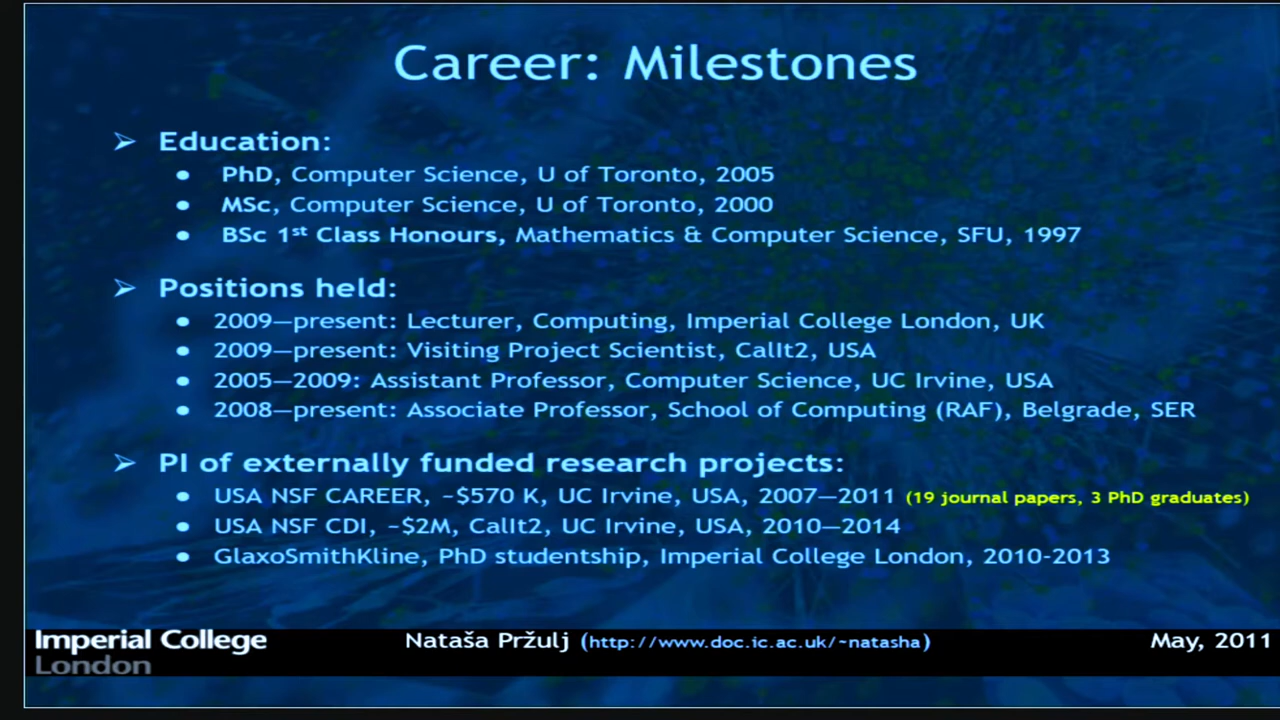 Career: Milestones
➢ Education:
● PhD, Computer Science, U of Toronto, 2005
● MSc, Computer Science, U of Toronto, 2000
● BSc 1st Class Honours, Mathematics & Computer Science, SFU, 1997
➢ Positions held:
● 2009—present: Lecturer, Computing, Imperial College London, UK
● 2009—present: Visiting Project Scientist, CalIt2, USA
● 2005—2009: Assistant Professor, Computer Science, UC Irvine, USA
● 2008—present: Associate Professor, School of Computing (RAF), Belgrade, SER
➢ PI of externally funded research projects:
● USA NSF CAREER, ~$570 K, UC Irvine, USA, 2007—2011 (19 journal papers, 3 PhD graduates)
● USA NSF CDI, ~$2M, CalIt2, UC Irvine, USA, 2010—2014
● GlaxoSmithKline, PhD studentship, Imperial College London, 2010-2013
Imperial College
London
Nataša Pržulj (http://www.doc.ic.ac.uk/~natasha)
May, 2011